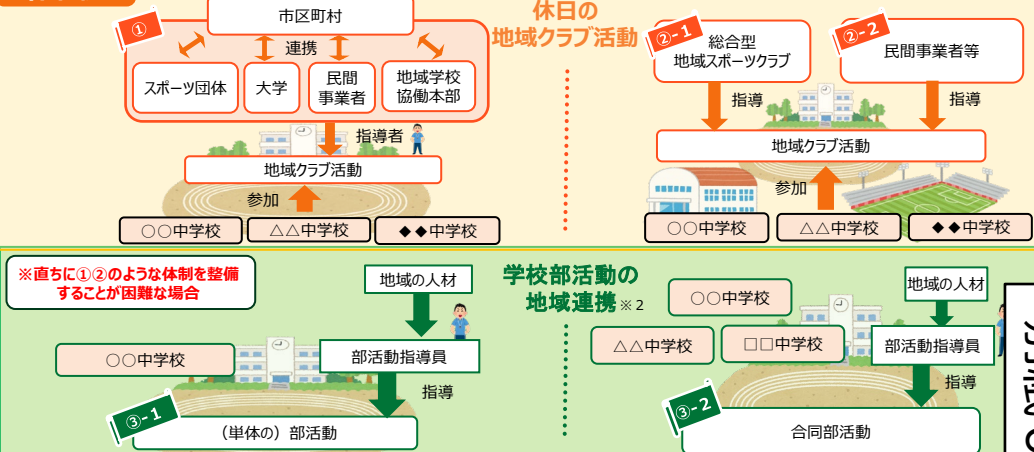 休日の
地域クラブ活動
①
市区町村
連携
スポーツ団体
大学
民間
事業者
地域学校
協働本部
指導者
地域クラブ活動
参加
○○中学校
△△中学校
◆◆中学校
②-1
総合型
地域スポーツクラブ
②-2
民間事業者等
指導
指導
地域クラブ活動
参加
○○中学校
△△中学校
◆◆中学校
※直ちに①②のような体制を整備
することが困難な場合
学校部活動の
地域連携※2
地域の人材
○○中学校
部活動指導員
指導
③-1
（単体の）部活動
○○中学校
△△中学校
□□中学校
地域の人材
部活動指導員
指導
③-2
合同部活動